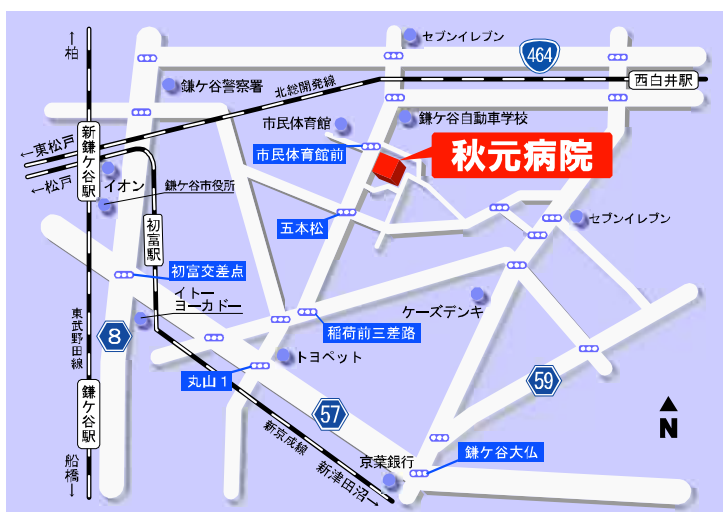 セブンイレブン
464
←柏
鎌ケ谷警察署
北総開発線
西白井駅
市民体育館
鎌ケ谷自動車学校
新鎌ケ谷駅
←東松戸
←松戸
市民体育館前
秋元病院
イオン
鎌ケ谷市役所
初富駅
五本松
セブンイレブン
初富交差点
イトー
ヨーカドー
ケーズデンキ
東武野田線
8
稲荷前三差路
トヨペット
丸山1
59
57
鎌ケ谷駅
新京成線
N
船橋→
京葉銀行
鎌ケ谷大仏
新津田沼→